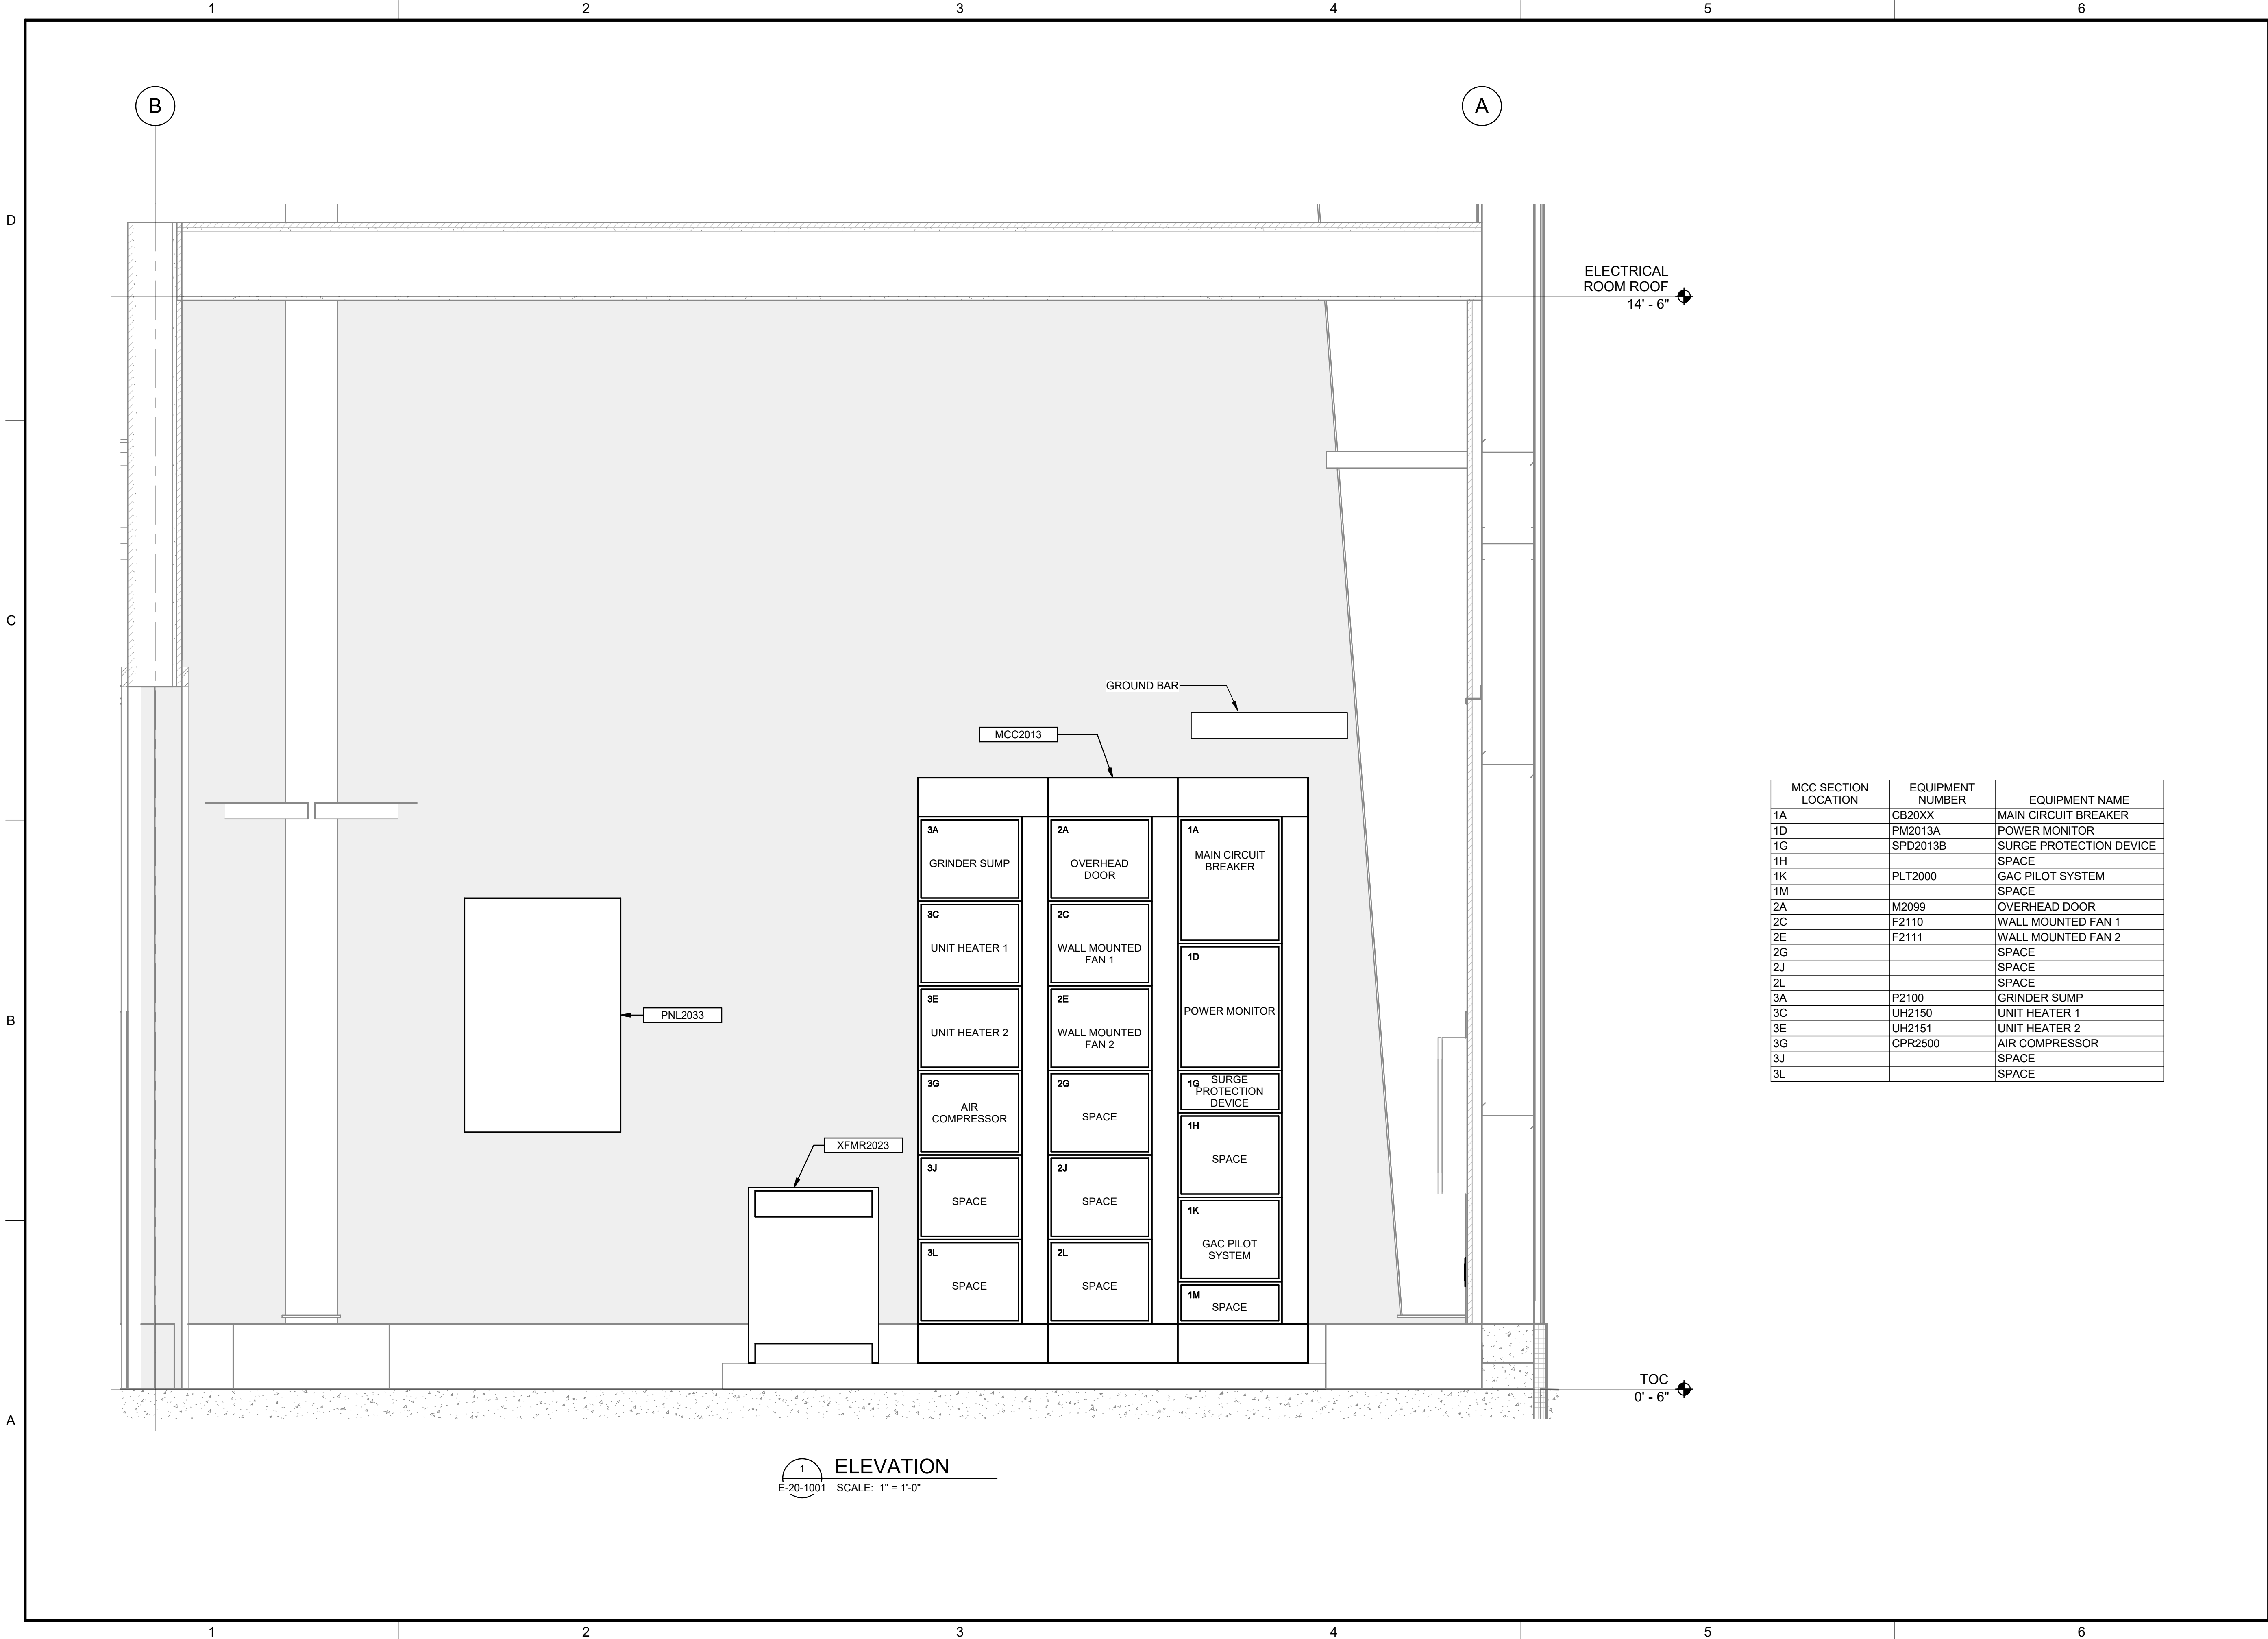 1 2 3 4 5 6
B A
D
ELECTRICAL
ROOM ROOF
14' - 6"
C
GROUND BAR
MCC2013
3A
GRINDER SUMP
2A
OVERHEAD
DOOR
1A
MAIN CIRCUIT
BREAKER
3C
UNIT HEATER 1
2C
WALL MOUNTED
FAN 1
1D
POWER MONITOR
3E
UNIT HEATER 2
2E
WALL MOUNTED
FAN 2
B
PNL2033
3G
AIR
COMPRESSOR
2G
SPACE
1G SURGE
PROTECTION
DEVICE
1H
SPACE
XFMR2023
3J
SPACE
2J
SPACE
1K
GAC PILOT
SYSTEM
3L
SPACE
2L
SPACE
1M
SPACE
MCC SECTION LOCATION EQUIPMENT NUMBER EQUIPMENT NAME
1A CB20XX MAIN CIRCUIT BREAKER
1D PM2013A POWER MONITOR
1G SPD2013B SURGE PROTECTION DEVICE
1H SPACE
1K PLT2000 GAC PILOT SYSTEM
1M SPACE
2A M2099 OVERHEAD DOOR
2C F2110 WALL MOUNTED FAN 1
2E F2111 WALL MOUNTED FAN 2
2G SPACE
2J SPACE
2L SPACE
3A P2100 GRINDER SUMP
3C UH2150 UNIT HEATER 1
3E UH2151 UNIT HEATER 2
3G CPR2500 AIR COMPRESSOR
3J SPACE
3L SPACE
TOC
0' - 6"
A
1 ELEVATION
E-20-1001 SCALE: 1" = 1'-0"
1 2 3 4 5 6